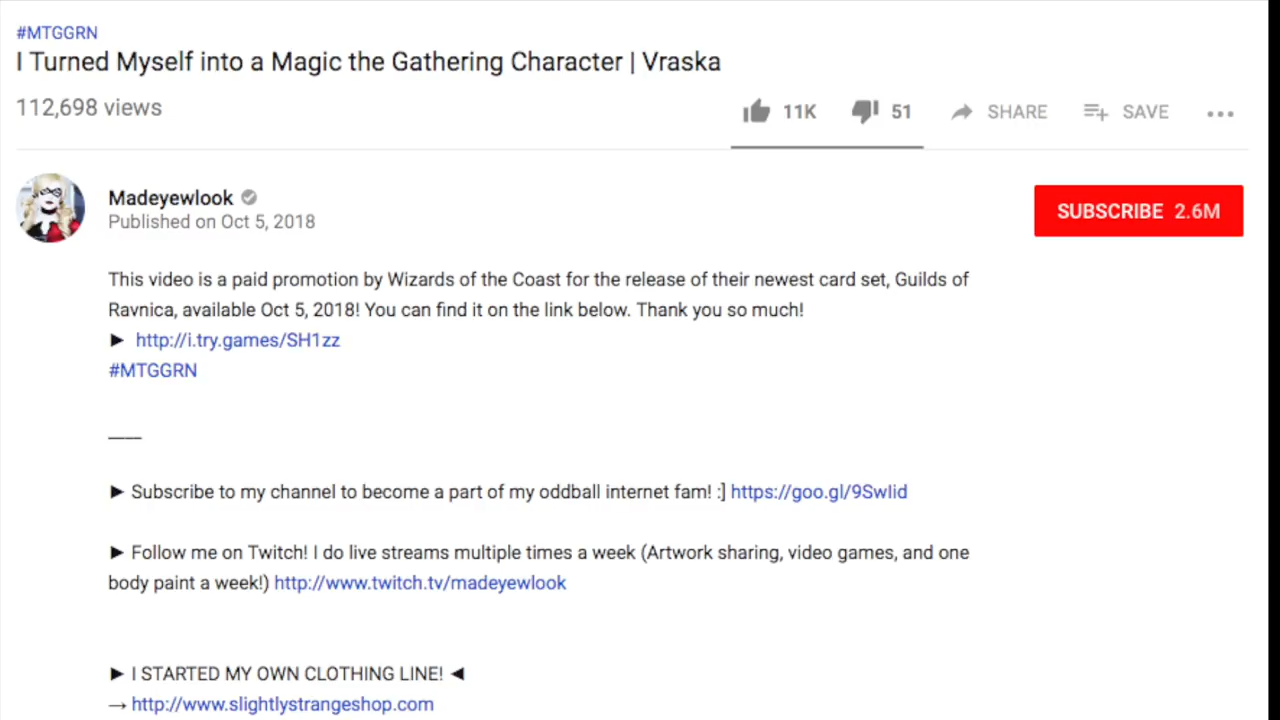 #MTGGRN
I Turned Myself into a Magic the Gathering Character | Vraska
112,698 views
11K 51 SHARE SAVE
Madeyewlook
Published on Oct 5, 2018
SUBSCRIBE 2.6M
This video is a paid promotion by Wizards of the Coast for the release of their newest card set, Guilds of
Ravnica, available Oct 5, 2018! You can find it on the link below. Thank you so much!
► http://i.try.games/SH1zz
#MTGGRN
___
► Subscribe to my channel to become a part of my oddball internet fam! :] https://goo.gl/9SwIid
► Follow me on Twitch! I do live streams multiple times a week (Artwork sharing, video games, and one
body paint a week!) http://www.twitch.tv/madeyewlook
► I STARTED MY OWN CLOTHING LINE! ◄
→ http://www.slightlystrangeshop.com